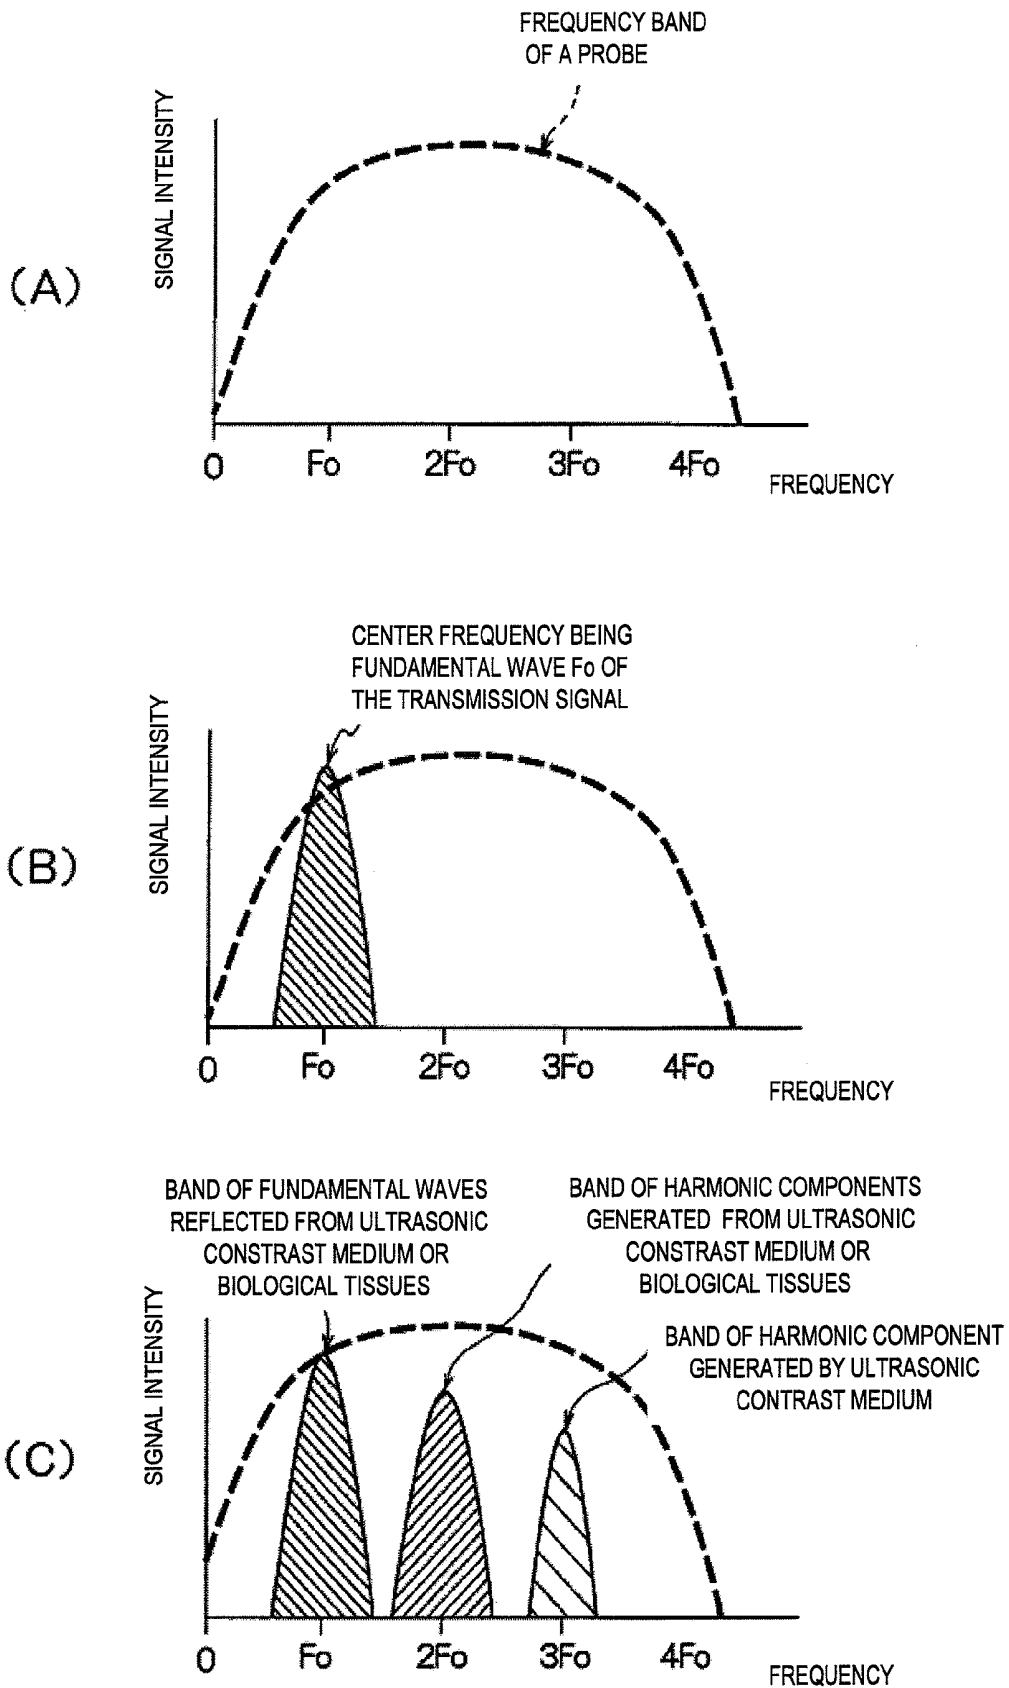 FREQUENCY BAND
OF A PROBE
SIGNAL INTENSITY
(A)
0 Fo 2Fo 3Fo 4Fo
FREQUENCY
CENTER FREQUENCY BEING
FUNDAMENTAL WAVE Fo OF
THE TRANSMISSION SIGNAL
SIGNAL INTENSITY
(B)
0 Fo 2Fo 3Fo 4Fo
FREQUENCY
BAND OF FUNDAMENTAL WAVES
REFLECTED FROM ULTRASONIC
CONSTRAST MEDIUM OR
BIOLOGICAL TISSUES
BAND OF HARMONIC COMPONENTS
GENERATED FROM ULTRASONIC
CONSTRAST MEDIUM OR
BIOLOGICAL TISSUES
BAND OF HARMONIC COMPONENT
GENERATED BY ULTRASONIC
CONTRAST MEDIUM
SIGNAL INTENSITY
(C)
0 Fo 2Fo 3Fo 4Fo
FREQUENCY